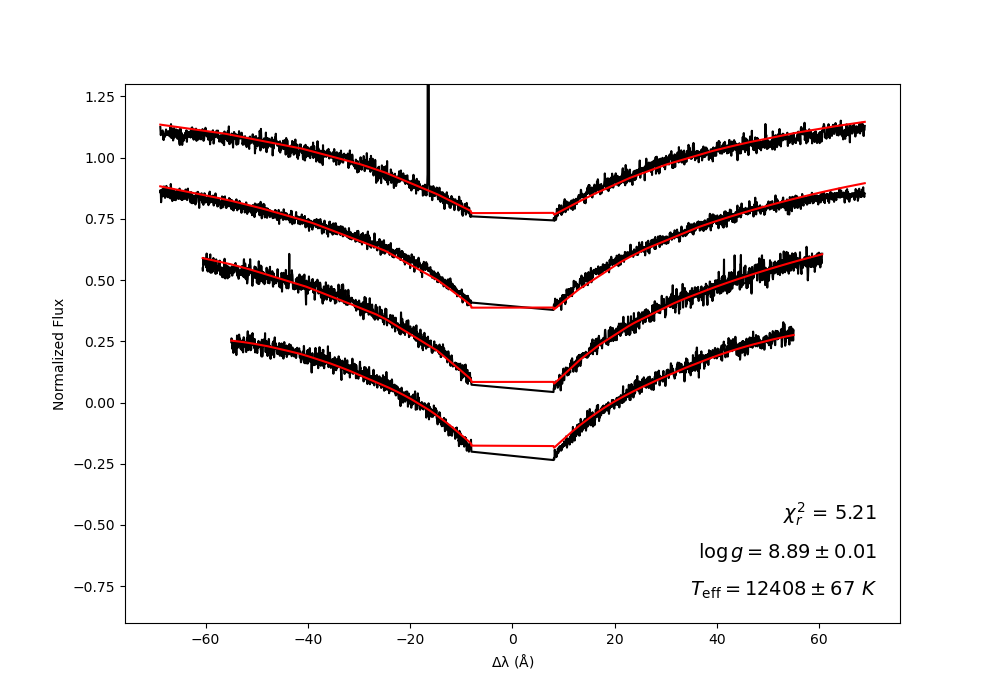 1.25
1.00
0.75
0.50
0.25
0.00
−0.25
−0.50
−0.75
Normalized Flux
χ²ᵣ = 5.21
log g = 8.89 ± 0.01
T_eff = 12408 ± 67 K
−60 −40 −20 0 20 40 60
Δλ (Å)